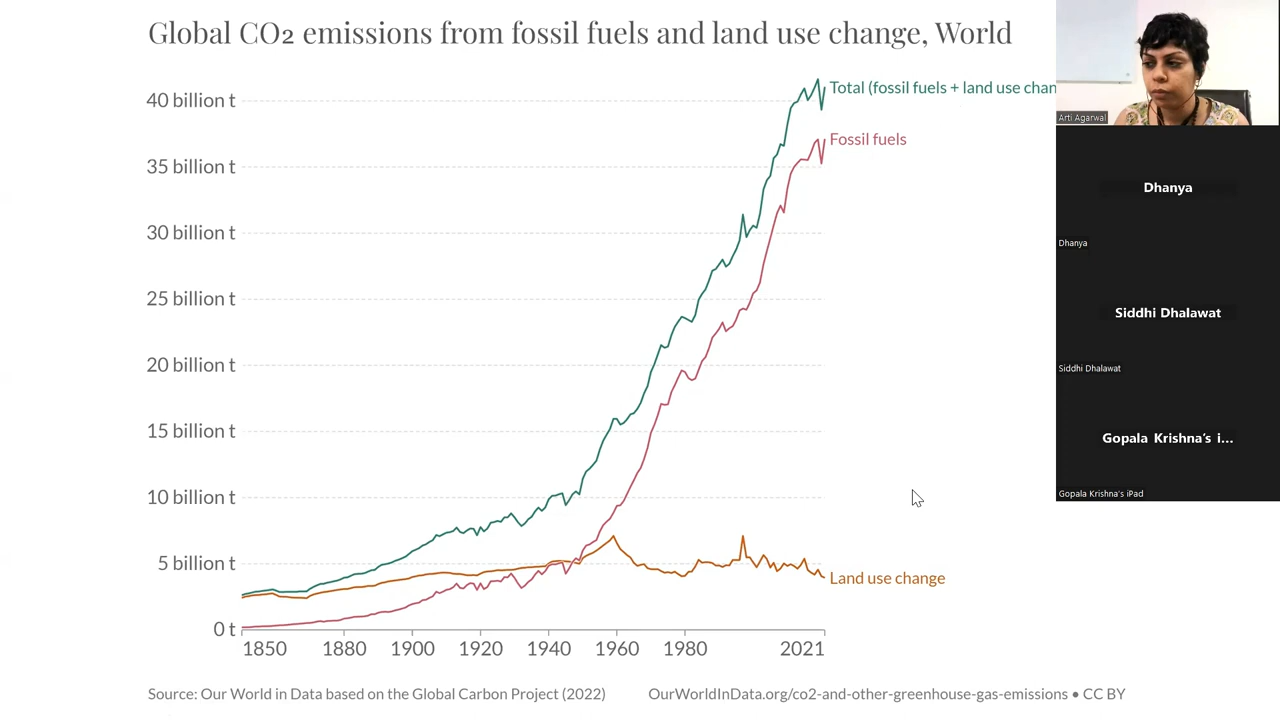 Global CO₂ emissions from fossil fuels and land use change, World
40 billion t
35 billion t
30 billion t
25 billion t
20 billion t
15 billion t
10 billion t
5 billion t
0 t
1850 1880 1900 1920 1940 1960 1980 2021
Total (fossil fuels + land use chan
Fossil fuels
Land use change
Source: Our World in Data based on the Global Carbon Project (2022)
OurWorldInData.org/co2-and-other-greenhouse-gas-emissions • CC BY
Arti Agarwal
Dhanya
Dhanya
Siddhi Dhalawat
Siddhi Dhalawat
Gopala Krishna's i...
Gopala Krishna's iPad